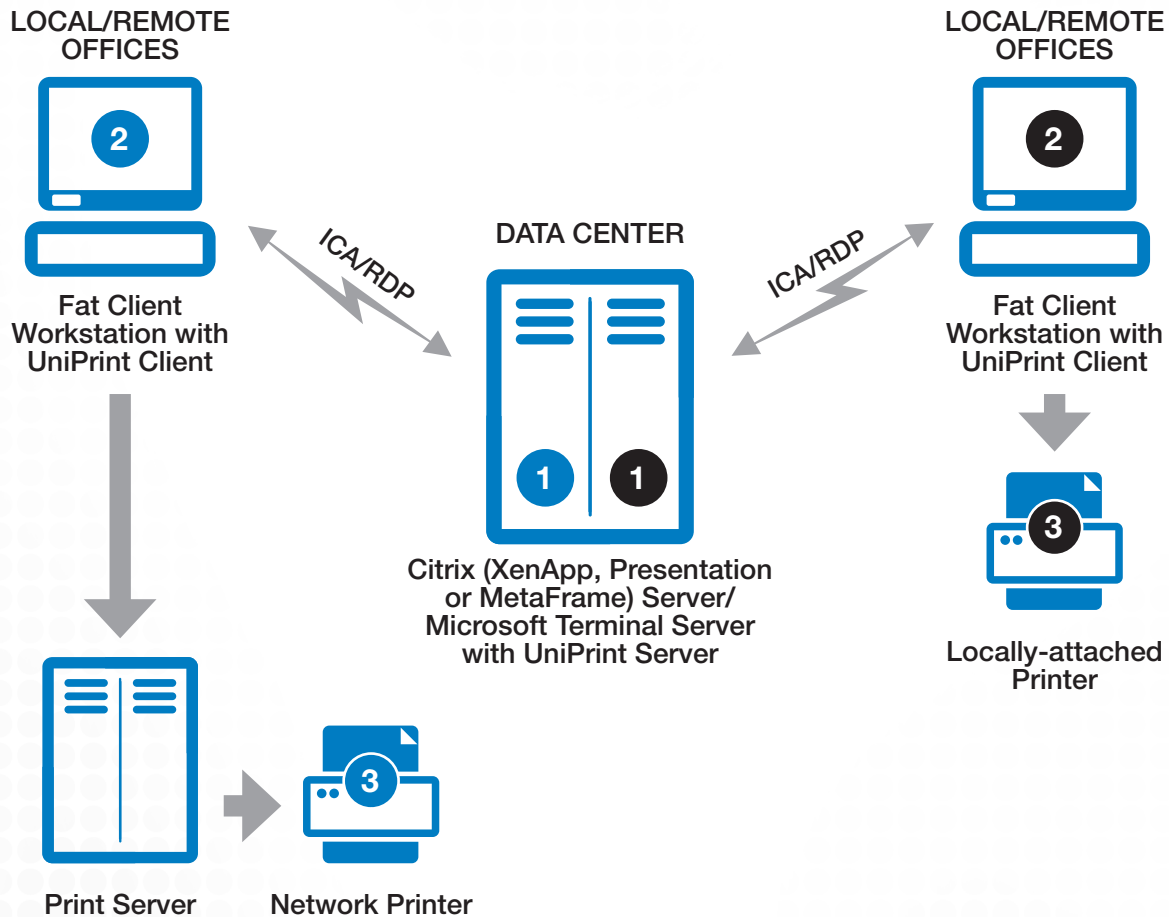 LOCAL/REMOTE
OFFICES
2
Fat Client
Workstation with
UniPrint Client
ICA/RDP
DATA CENTER
1
1
Citrix (XenApp, Presentation
or MetaFrame) Server/
Microsoft Terminal Server
with UniPrint Server
ICA/RDP
LOCAL/REMOTE
OFFICES
2
Fat Client
Workstation with
UniPrint Client
3
Locally-attached
Printer
Print Server
3
Network Printer